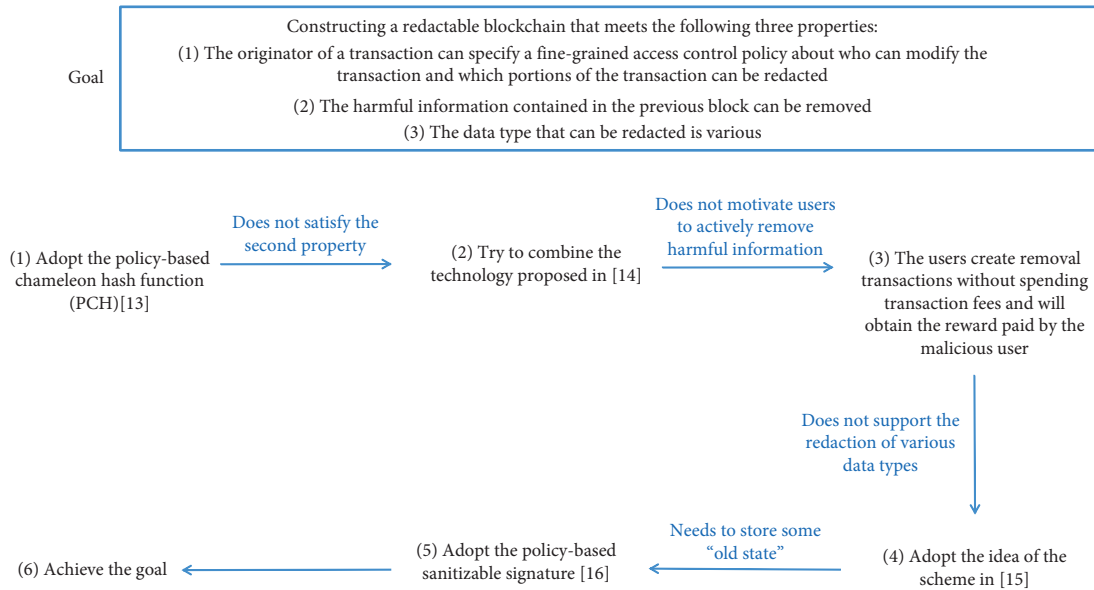 Constructing a redactable blockchain that meets the following three properties:
(1) The originator of a transaction can specify a fine-grained access control policy about who can modify the
transaction and which portions of the transaction can be redacted
Goal
(2) The harmful information contained in the previous block can be removed
(3) The data type that can be redacted is various
(1) Adopt the policy-based
chameleon hash function
(PCH)[13]
Does not satisfy the
second property
(2) Try to combine the
technology proposed in [14]
Does not motivate users
to actively remove
harmful information
(3) The users create removal
transactions without spending
transaction fees and will
obtain the reward paid by the
malicious user
Does not support the
redaction of various
data types
(4) Adopt the idea of the
scheme in [15]
Needs to store some
“old state”
(5) Adopt the policy-based
sanitizable signature [16]
(6) Achieve the goal